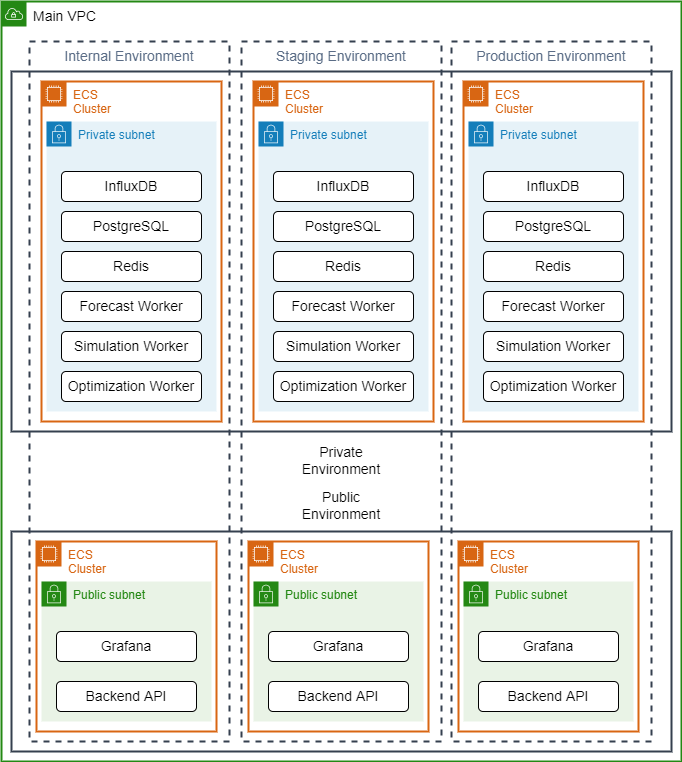 Main VPC
Internal Environment
Staging Environment
Production Environment
ECS
Cluster
Private subnet
InfluxDB
PostgreSQL
Redis
Forecast Worker
Simulation Worker
Optimization Worker
ECS
Cluster
Private subnet
InfluxDB
PostgreSQL
Redis
Forecast Worker
Simulation Worker
Optimization Worker
ECS
Cluster
Private subnet
InfluxDB
PostgreSQL
Redis
Forecast Worker
Simulation Worker
Optimization Worker
Private
Environment
Public
Environment
ECS
Cluster
Public subnet
Grafana
Backend API
ECS
Cluster
Public subnet
Grafana
Backend API
ECS
Cluster
Public subnet
Grafana
Backend API